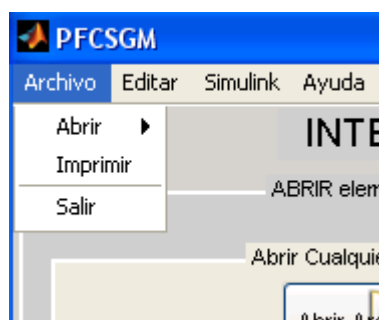 PFCSGM
Archivo Editar Simulink Ayuda
Abrir
Imprimir
Salir
INTE
ABRIR elem
Abrir Cualquie